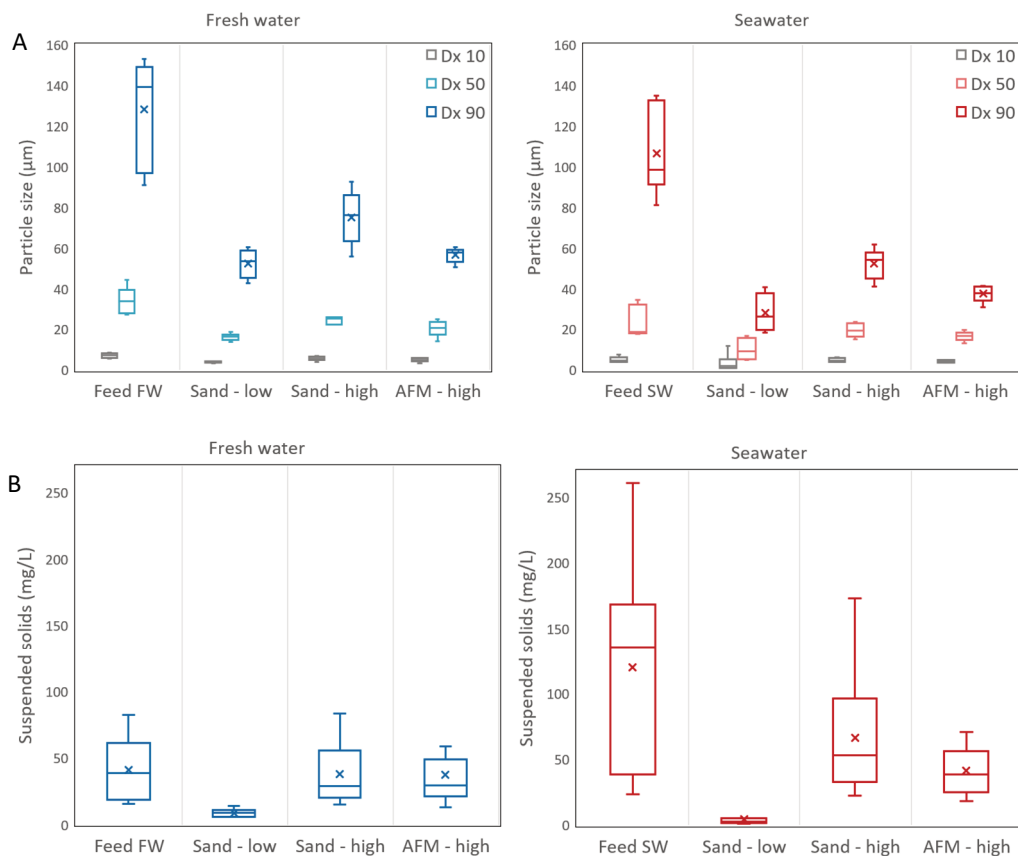 A
Fresh water
Particle size (µm)
160
140
120
100
80
60
40
20
0
Dx 10
Dx 50
Dx 90
Feed FW
Sand - low
Sand - high
AFM - high
Seawater
Particle size (µm)
160
140
120
100
80
60
40
20
0
Dx 10
Dx 50
Dx 90
Feed SW
Sand - low
Sand - high
AFM - high
B
Fresh water
Suspended solids (mg/L)
250
200
150
100
50
0
Feed FW
Sand - low
Sand - high
AFM - high
Seawater
Suspended solids (mg/L)
250
200
150
100
50
0
Feed SW
Sand - low
Sand - high
AFM - high